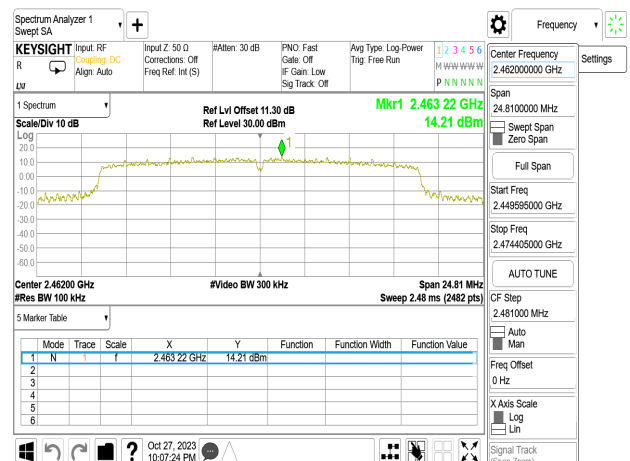 Spectrum Analyzer 1
Swept SA
Frequency
KEYSIGHT
R
Input: RF
Coupling: DC
Align: Auto
Input Z: 50 Ω
Corrections: Off
Freq Ref: Int (S)
#Atten: 30 dB
PNO: Fast
Gate: Off
IF Gain: Low
Sig Track: Off
Avg Type: Log-Power
Trig: Free Run
1 2 3 4 5 6
M W W W W W
P N N N N N
Center Frequency
2.462000000 GHz
Settings
Span
24.8100000 MHz
Swept Span
Zero Span
Full Span
Start Freq
2.449595000 GHz
Stop Freq
2.474405000 GHz
AUTO TUNE
CF Step
2.481000 MHz
Auto
Man
Freq Offset
0 Hz
X Axis Scale
Log
Lin
Signal Track
(Span Zoom)
1 Spectrum
Scale/Div 10 dB
Ref Lvl Offset 11.30 dB
Ref Level 30.00 dBm
Mkr1 2.463 22 GHz
14.21 dBm
Log
20.0
10.0
0.00
-10.0
-20.0
-30.0
-40.0
-50.0
-60.0
1
Center 2.46200 GHz
#Res BW 100 kHz
#Video BW 300 kHz
Span 24.81 MHz
Sweep 2.48 ms (2482 pts)
5 Marker Table
Mode Trace Scale X Y Function Function Width Function Value
1 N 1 f 2.463 22 GHz 14.21 dBm
2
3
4
5
6
?
Oct 27, 2023
10:07:24 PM